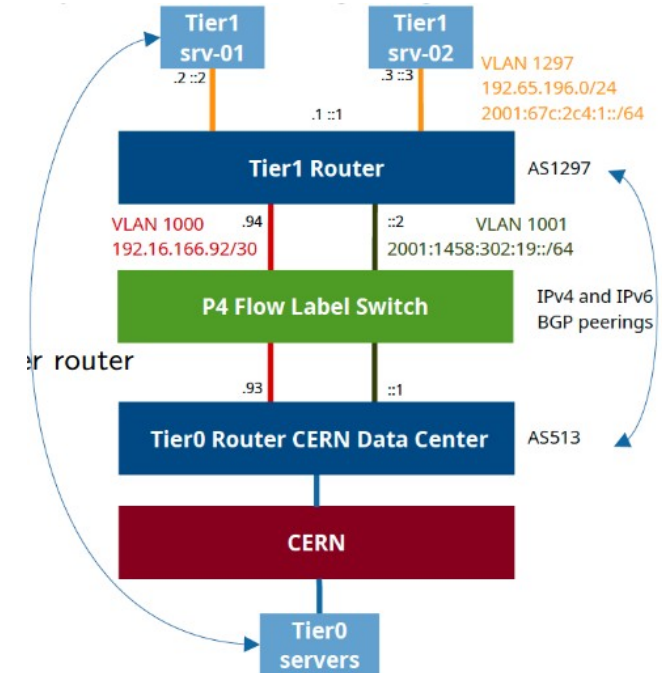 Tier1
srv-01
Tier1
srv-02
.2 ::2
.3 ::3
VLAN 1297
192.65.196.0/24
2001:67c:2c4:1::/64
.1 ::1
Tier1 Router
AS1297
VLAN 1000
192.16.166.92/30
.94
::2
VLAN 1001
2001:1458:302:19::/64
P4 Flow Label Switch
IPv4 and IPv6
BGP peerings
er router
.93
::1
Tier0 Router CERN Data Center
AS513
CERN
Tier0
servers